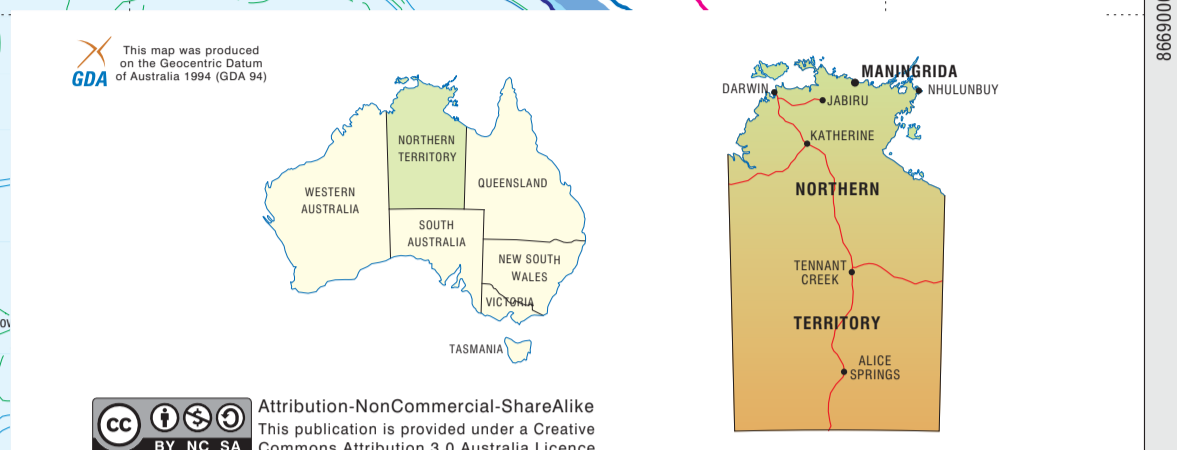 This map was produced
on the Geocentric Datum
of Australia 1994 (GDA 94)
GDA
NORTHERN
TERRITORY
WESTERN
AUSTRALIA
QUEENSLAND
SOUTH
AUSTRALIA
NEW SOUTH
WALES
VICTORIA
TASMANIA
MANINGRIDA
DARWIN
NHULUNBUY
JABIRU
KATHERINE
NORTHERN
TENNANT
CREEK
TERRITORY
ALICE
SPRINGS
cc
BY NC SA
Attribution-NonCommercial-ShareAlike
This publication is provided under a Creative
Commons Attribution 3.0 Australia Licence